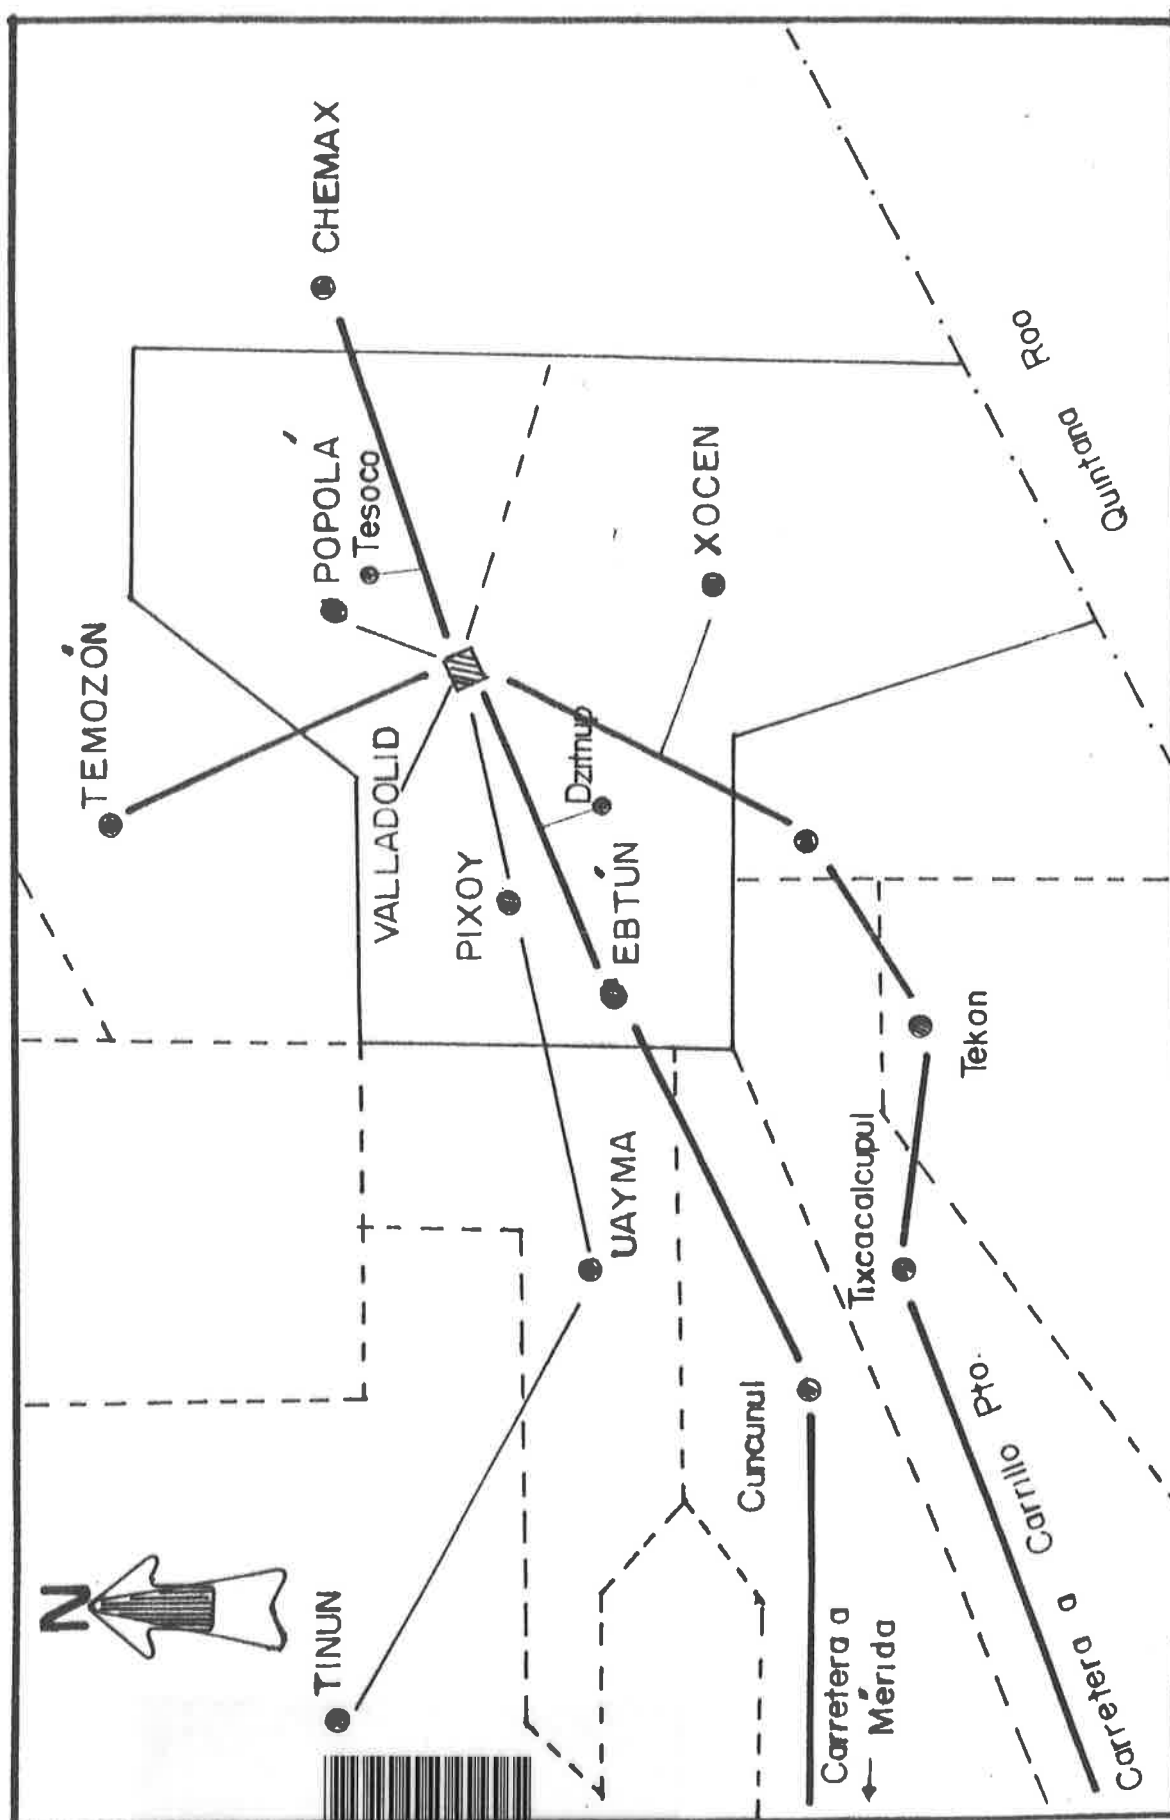 N
TINUN
TEMOZÓN
CHEMAX
POPOLÁ
Tesoco
VALLADOLID
PIXOY
Dzitnup
EBTÚN
XOCEN
UAYMA
Cuncunul
Tixcacalcupul
Tekon
Quintana Roo
Carretera a
Mérida
Carretera a Carrillo Pto.